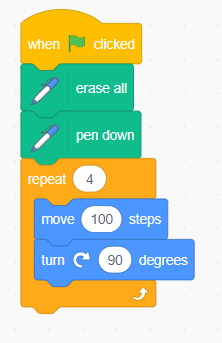 when clicked
erase all
pen down
repeat 4
move 100 steps
turn 90 degrees